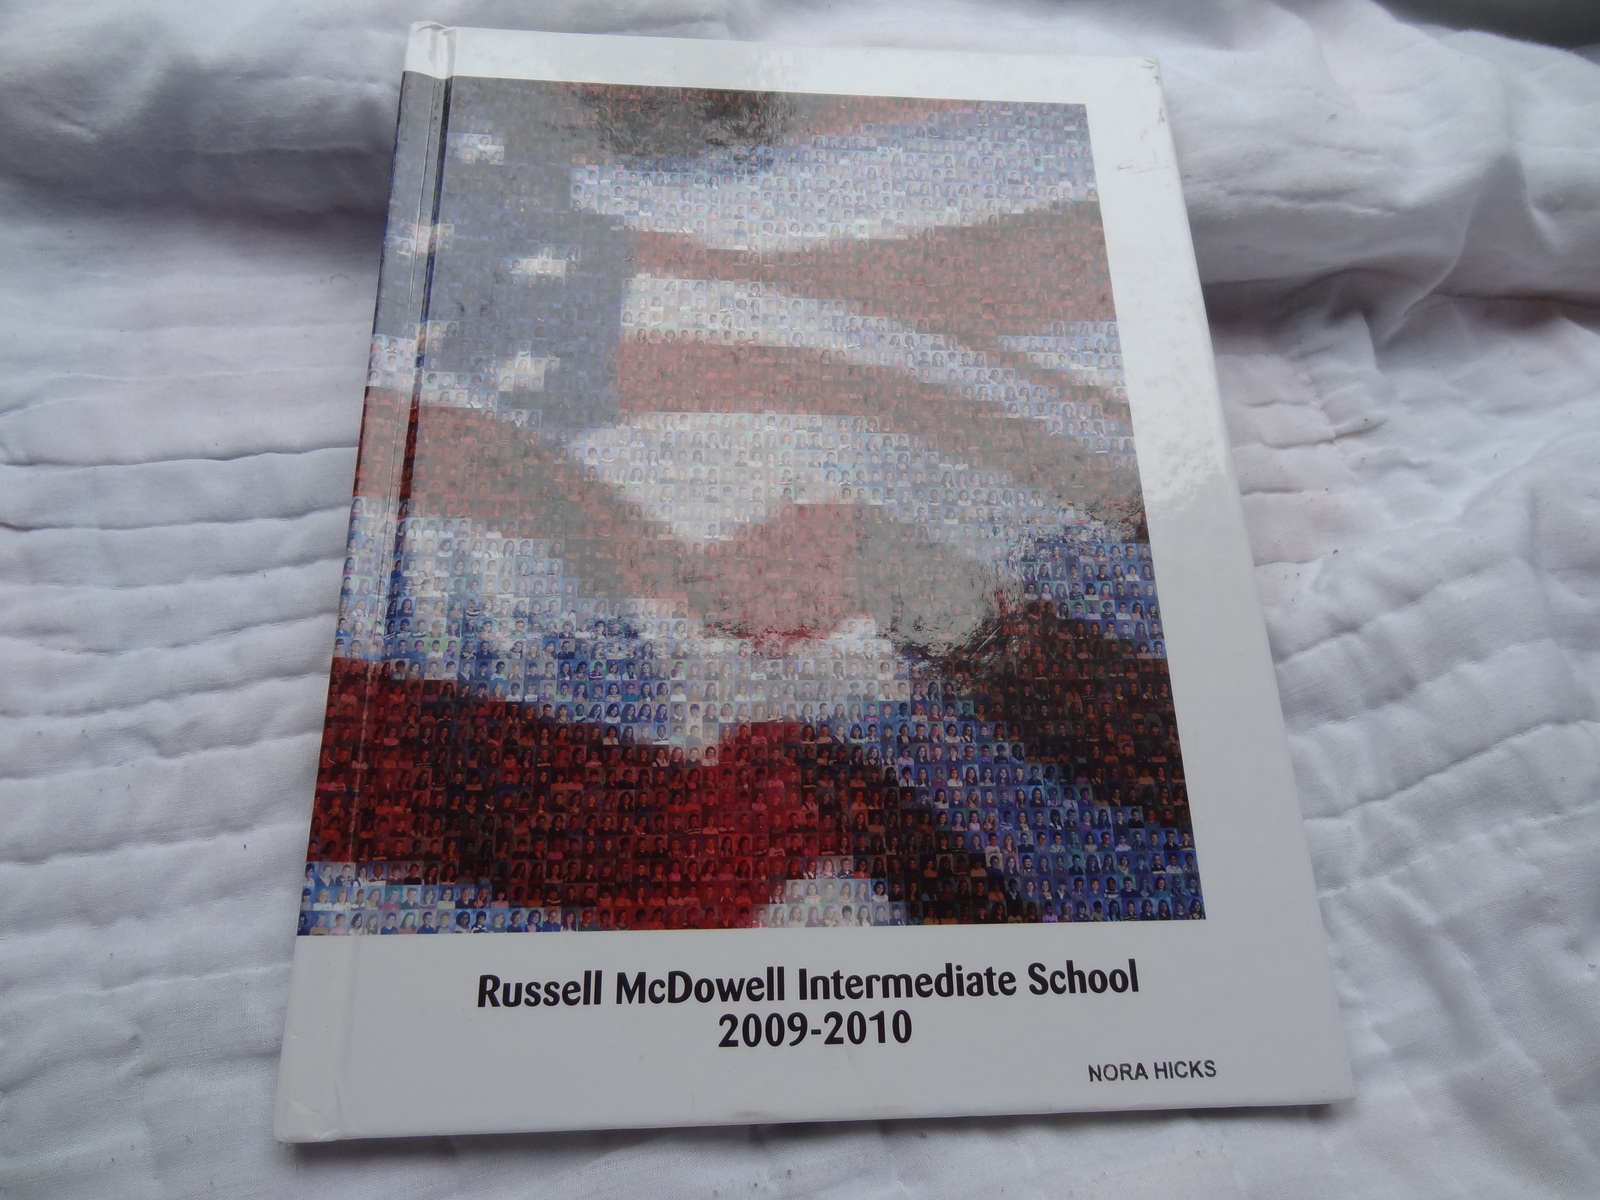 Russell McDowell Intermediate School
2009-2010
NORA HICKS